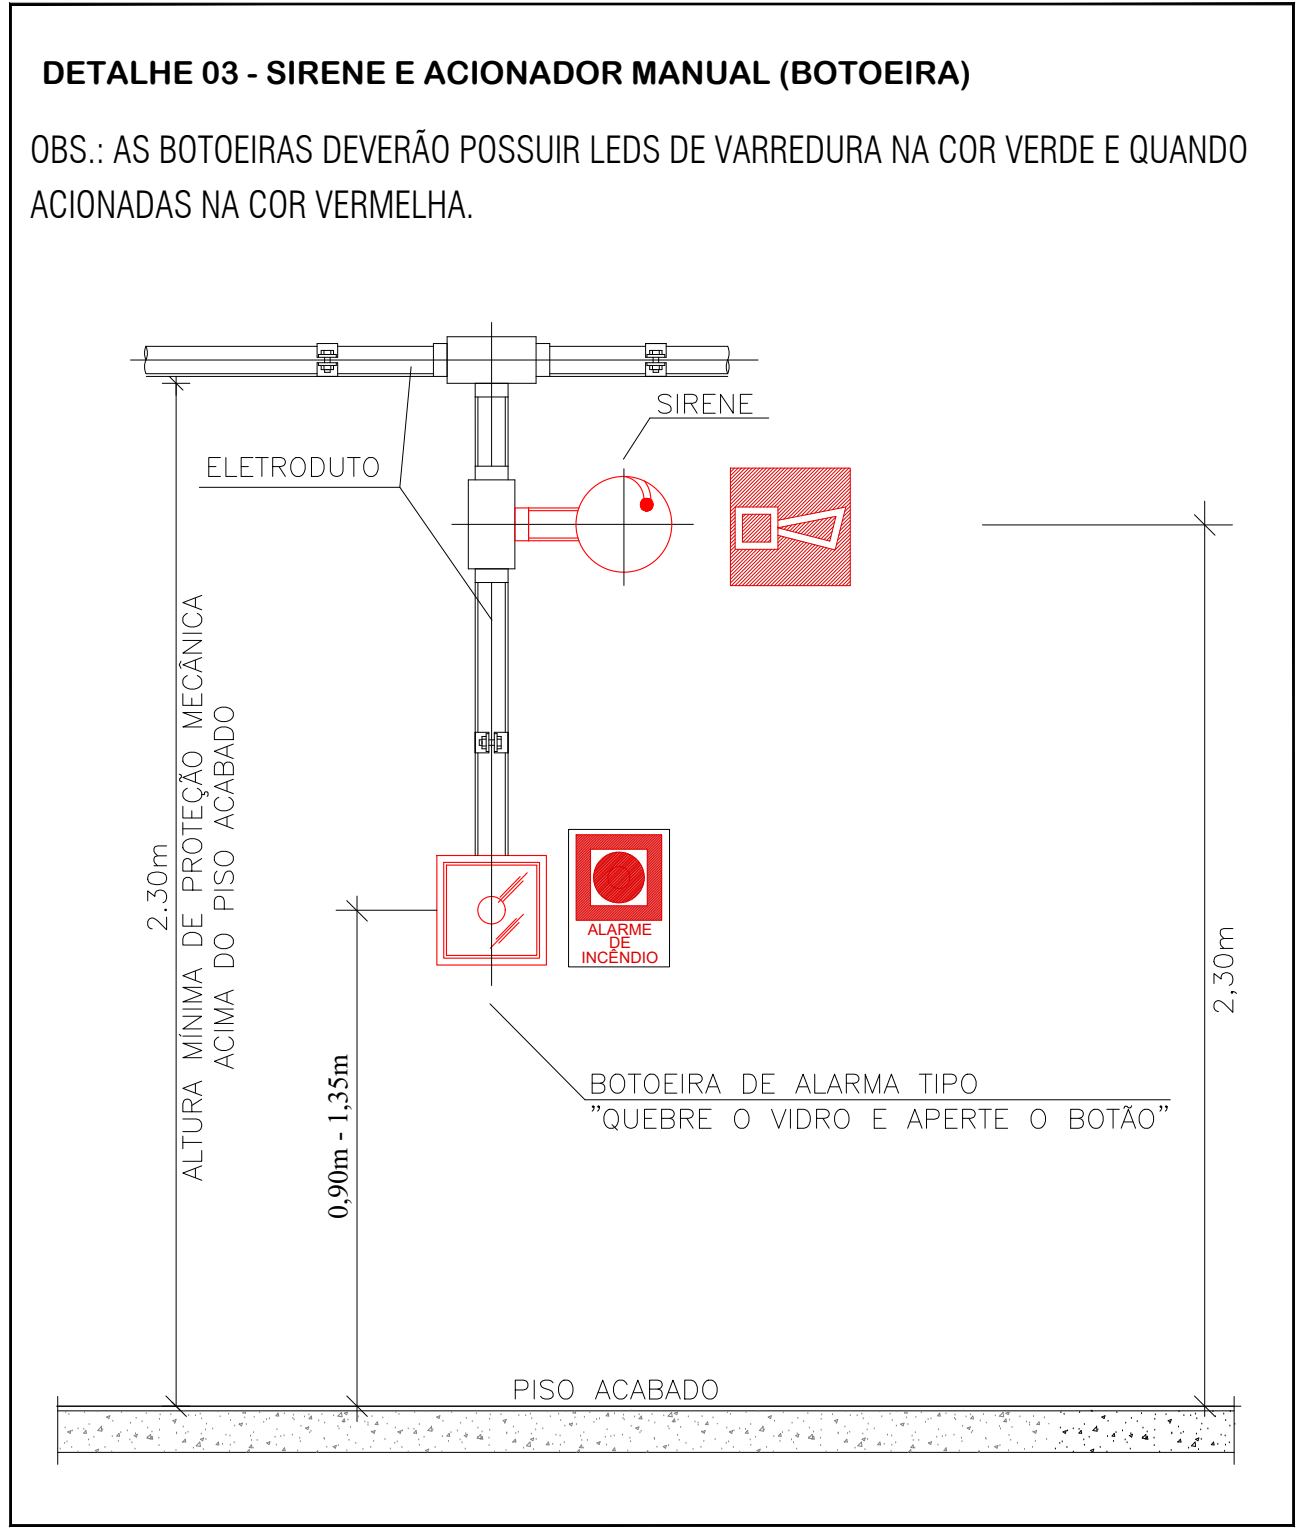 DETALHE 03 - SIRENE E ACIONADOR MANUAL (BOTOEIRA)
OBS.: AS BOTOEIRAS DEVERÃO POSSUIR LEDS DE VARREDURA NA COR VERDE E QUANDO
ACIONADAS NA COR VERMELHA.
SIRENE
ELETRODUTO
2.30m
ALTURA MÍNIMA DE PROTEÇÃO MECÂNICA
ACIMA DO PISO ACABADO
ALARME
DE
INCÊNDIO
2,30m
0,90m - 1,35m
BOTOEIRA DE ALARMA TIPO
"QUEBRE O VIDRO E APERTE O BOTÃO"
PISO ACABADO